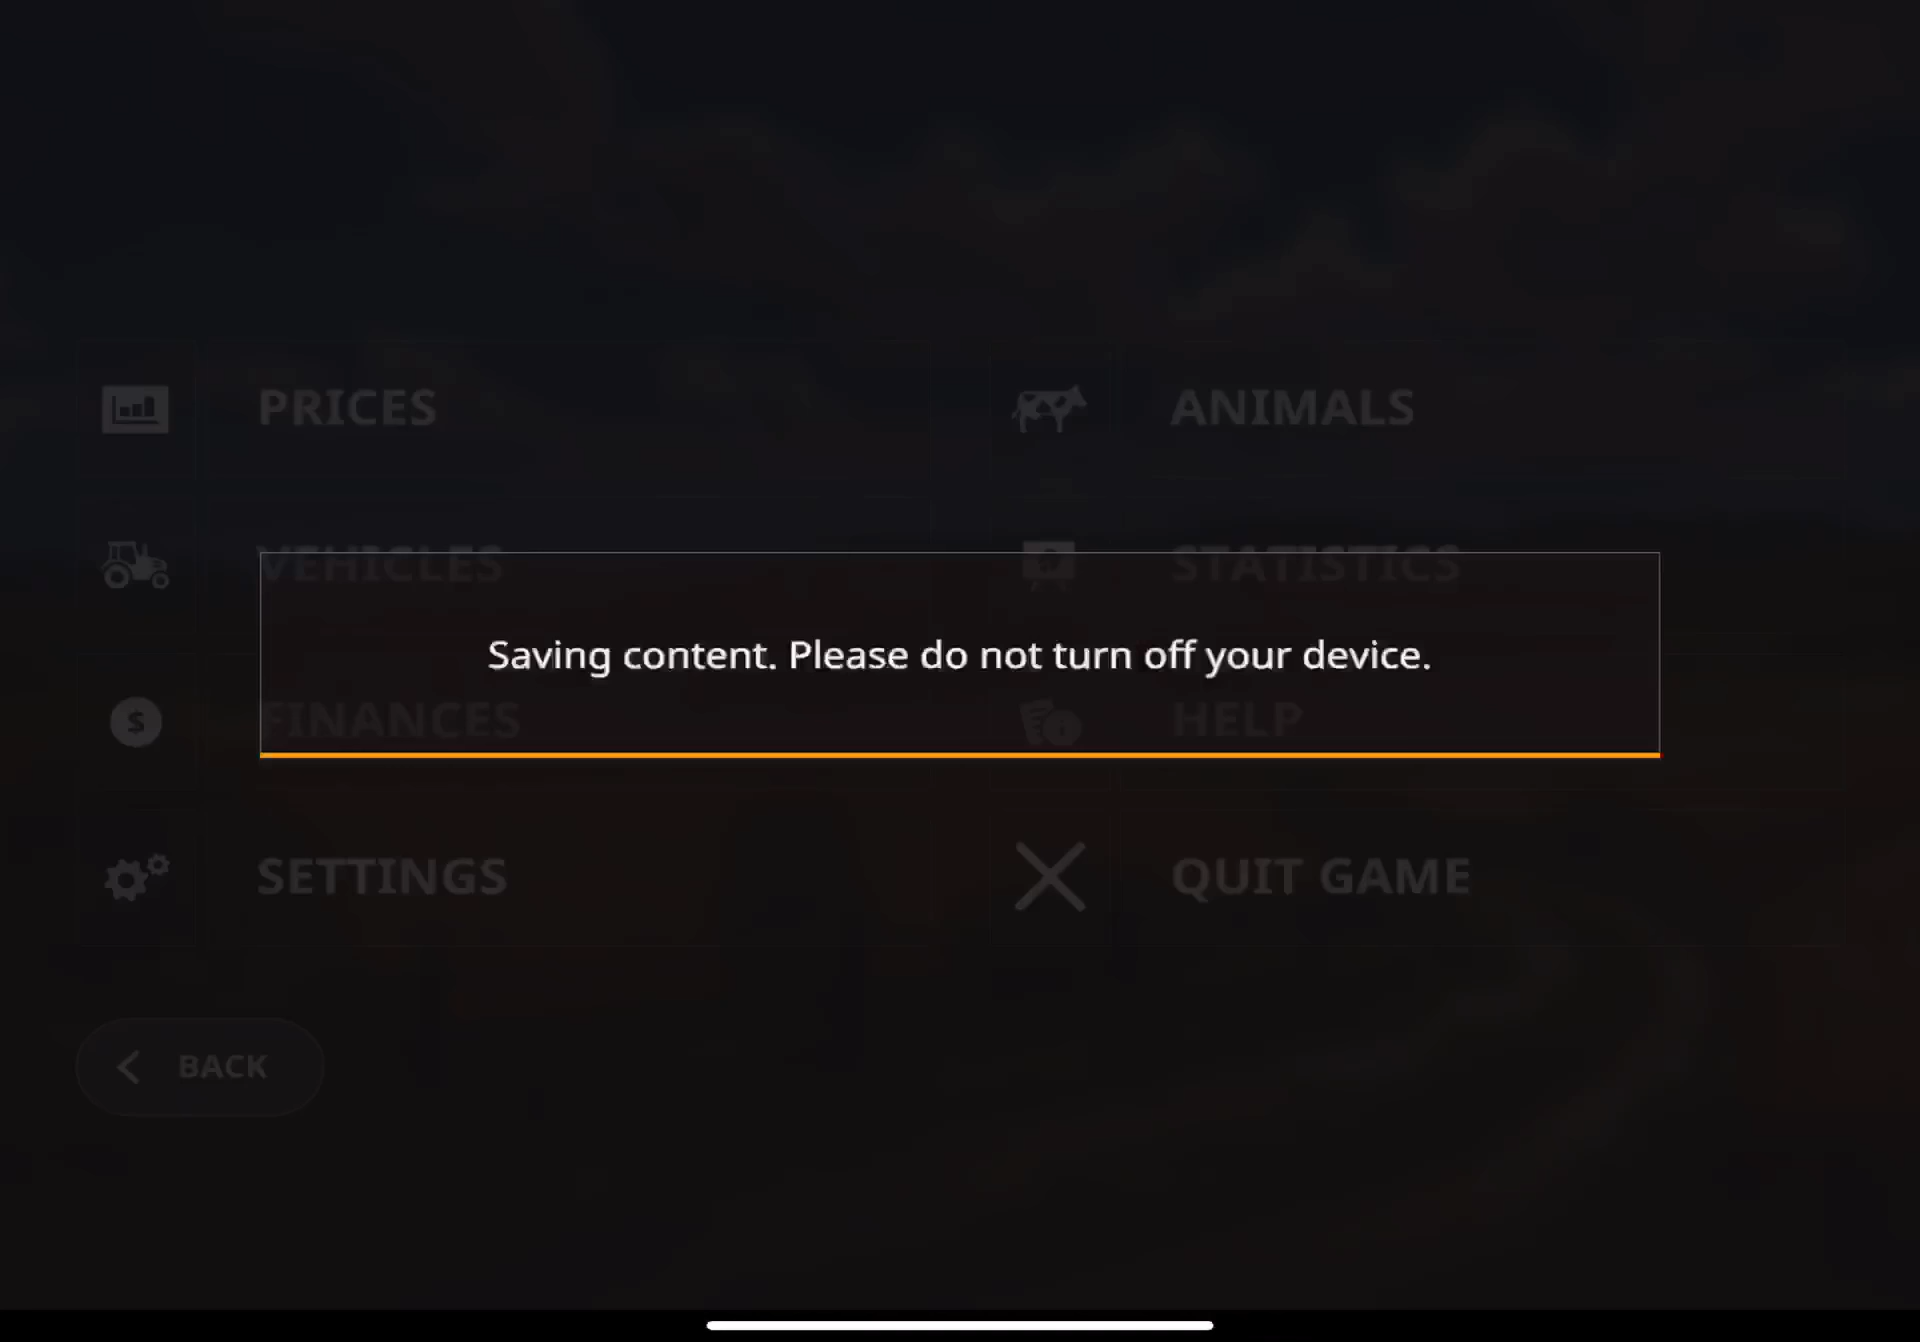 PRICES
ANIMALS
VEHICLES
STATISTICS
Saving content. Please do not turn off your device.
FINANCES
HELP
SETTINGS
QUIT GAME
BACK